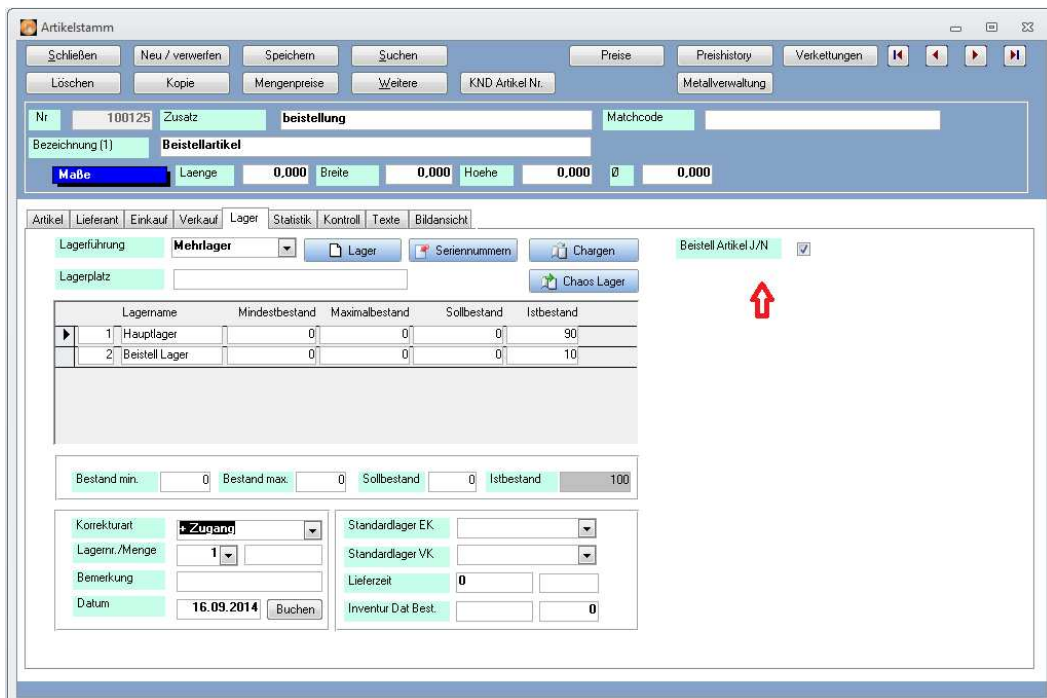 Artikelstamm
Schließen Neu / verwerfen Speichern Suchen Preise Preishistory Verkettungen
Löschen Kopie Mengenpreise Weitere KND Artikel Nr. Metallverwaltung
Nr 100125 Zusatz beistellung Matchcode
Bezeichnung (1) Beistellartikel
Maße Laenge 0,000 Breite 0,000 Hoehe 0,000 Ø 0,000
Artikel Lieferant Einkauf Verkauf Lager Statistik Kontroll Texte Bildansicht
Lagerführung Mehrlager Lager Seriennummern Chargen Beistell Artikel J/N
Lagerplatz Chaos Lager
Lagername Mindestbestand Maximalbestand Sollbestand Istbestand
1 Hauptlager 0 0 0 90
2 Beistell Lager 0 0 0 10
Bestand min. 0 Bestand max. 0 Sollbestand 0 Istbestand 100
Korrekturart + Zugang Standardlager EK
Lagernr./Menge 1 Standardlager VK
Bemerkung Lieferzeit 0
Datum 16.09.2014 Buchen Inventur Dat Best. 0